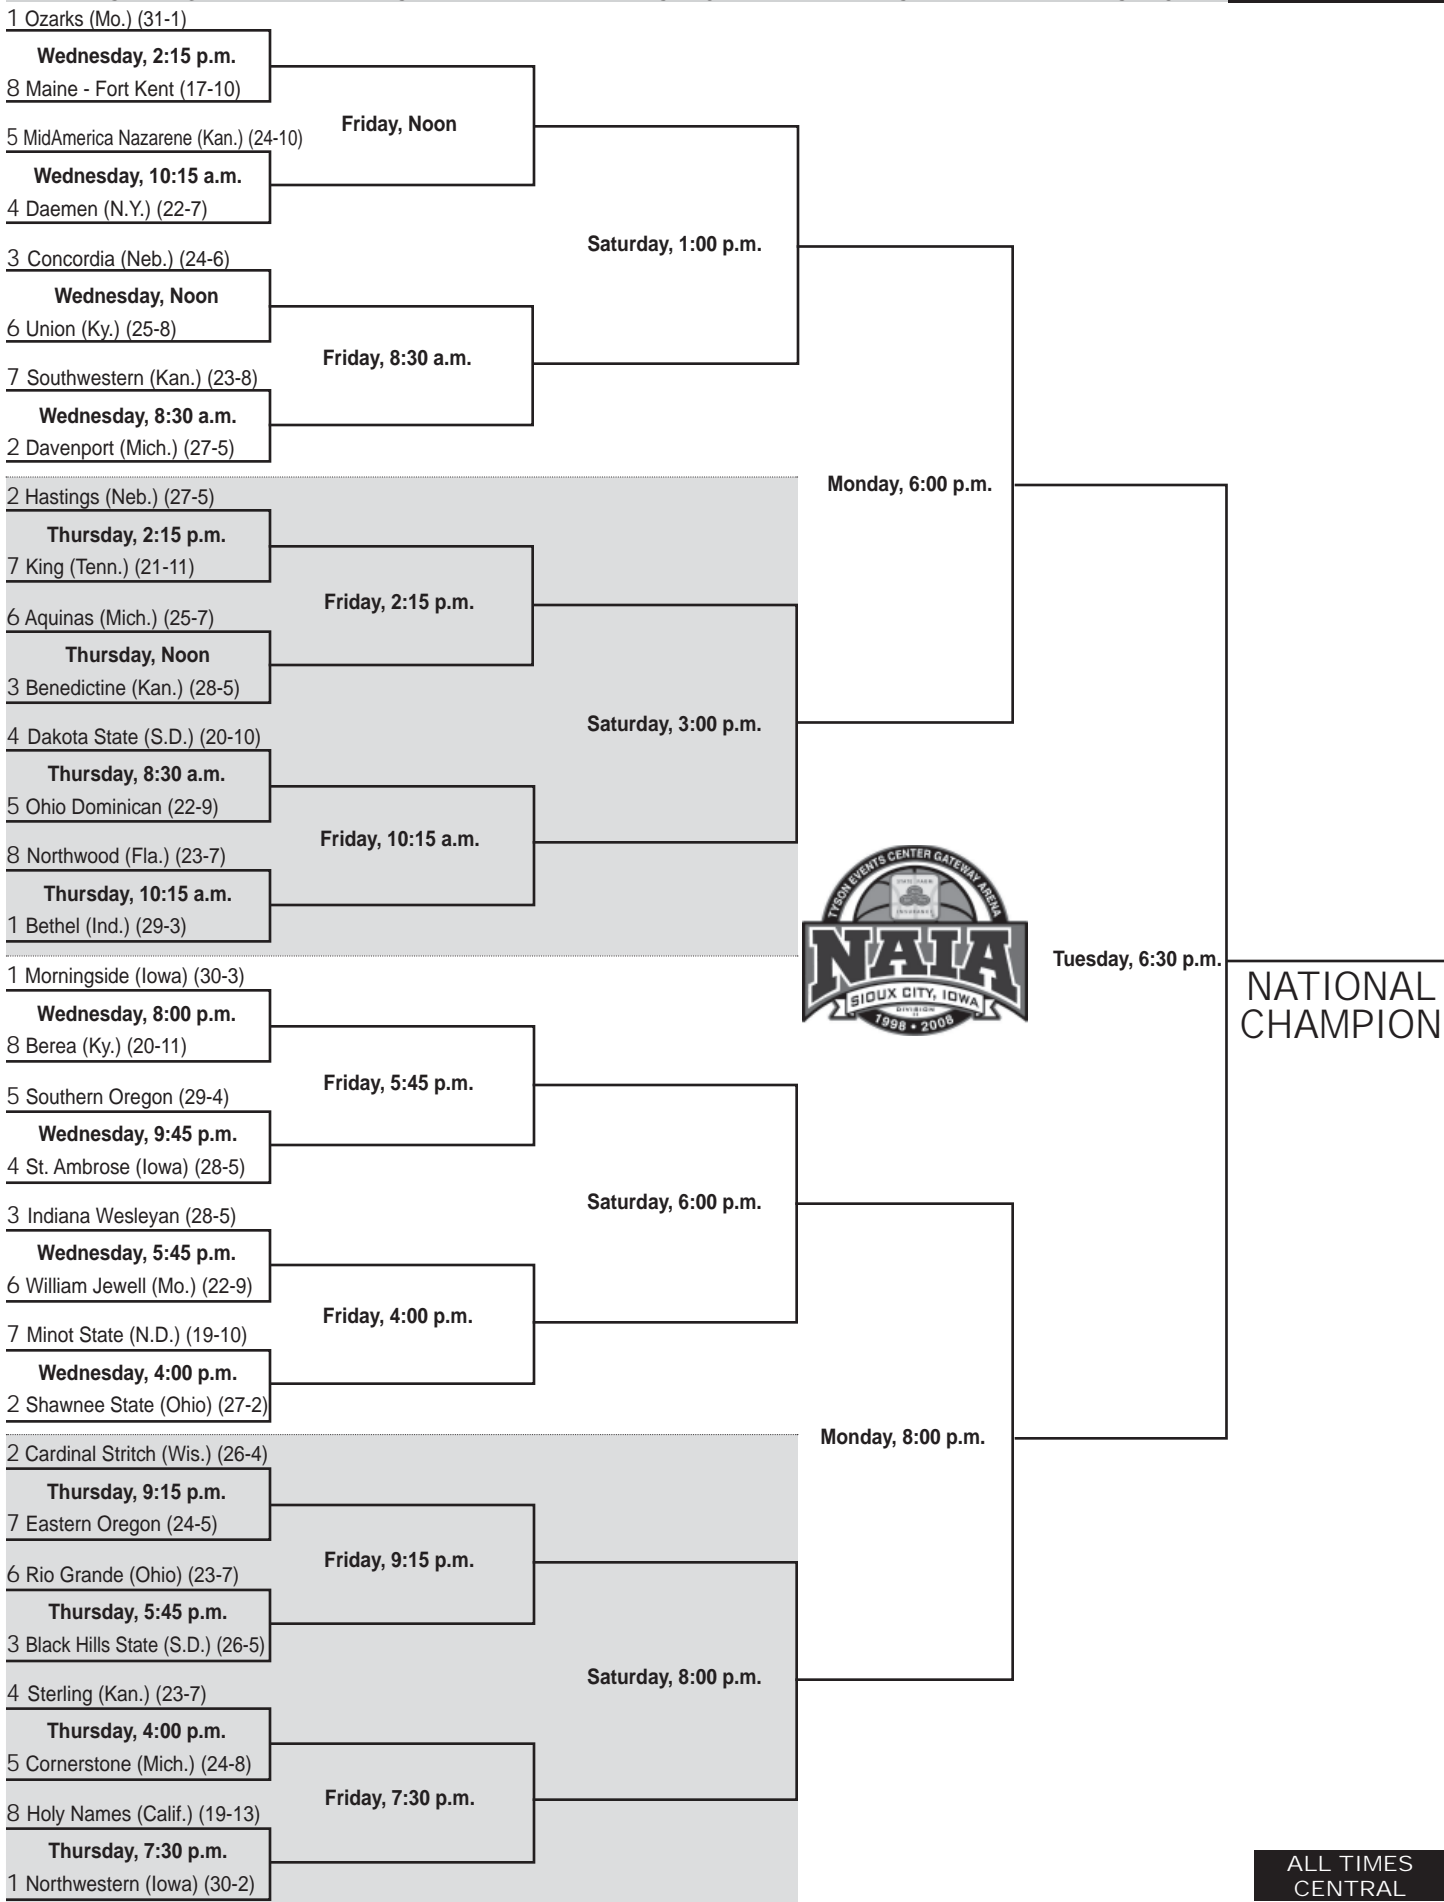 1 Ozarks (Mo.) (31-1)
Wednesday, 2:15 p.m.
8 Maine - Fort Kent (17-10)
Friday, Noon
5 MidAmerica Nazarene (Kan.) (24-10)
Wednesday, 10:15 a.m.
4 Daemen (N.Y.) (22-7)
Saturday, 1:00 p.m.
3 Concordia (Neb.) (24-6)
Wednesday, Noon
6 Union (Ky.) (25-8)
Friday, 8:30 a.m.
7 Southwestern (Kan.) (23-8)
Wednesday, 8:30 a.m.
2 Davenport (Mich.) (27-5)
Monday, 6:00 p.m.
2 Hastings (Neb.) (27-5)
Thursday, 2:15 p.m.
7 King (Tenn.) (21-11)
Friday, 2:15 p.m.
6 Aquinas (Mich.) (25-7)
Thursday, Noon
3 Benedictine (Kan.) (28-5)
Saturday, 3:00 p.m.
4 Dakota State (S.D.) (20-10)
Thursday, 8:30 a.m.
5 Ohio Dominican (22-9)
Friday, 10:15 a.m.
8 Northwood (Fla.) (23-7)
Thursday, 10:15 a.m.
1 Bethel (Ind.) (29-3)
TYSON EVENTS CENTER GATEWAY ARENA
STATE FARM
INSURANCE
NAIA
SIOUX CITY, IOWA
DIVISION
II
1998 • 2008
Tuesday, 6:30 p.m.
NATIONAL
CHAMPION
1 Morningside (Iowa) (30-3)
Wednesday, 8:00 p.m.
8 Berea (Ky.) (20-11)
Friday, 5:45 p.m.
5 Southern Oregon (29-4)
Wednesday, 9:45 p.m.
4 St. Ambrose (Iowa) (28-5)
Saturday, 6:00 p.m.
3 Indiana Wesleyan (28-5)
Wednesday, 5:45 p.m.
6 William Jewell (Mo.) (22-9)
Friday, 4:00 p.m.
7 Minot State (N.D.) (19-10)
Wednesday, 4:00 p.m.
2 Shawnee State (Ohio) (27-2)
Monday, 8:00 p.m.
2 Cardinal Stritch (Wis.) (26-4)
Thursday, 9:15 p.m.
7 Eastern Oregon (24-5)
Friday, 9:15 p.m.
6 Rio Grande (Ohio) (23-7)
Thursday, 5:45 p.m.
3 Black Hills State (S.D.) (26-5)
Saturday, 8:00 p.m.
4 Sterling (Kan.) (23-7)
Thursday, 4:00 p.m.
5 Cornerstone (Mich.) (24-8)
Friday, 7:30 p.m.
8 Holy Names (Calif.) (19-13)
Thursday, 7:30 p.m.
1 Northwestern (Iowa) (30-2)
ALL TIMES
CENTRAL